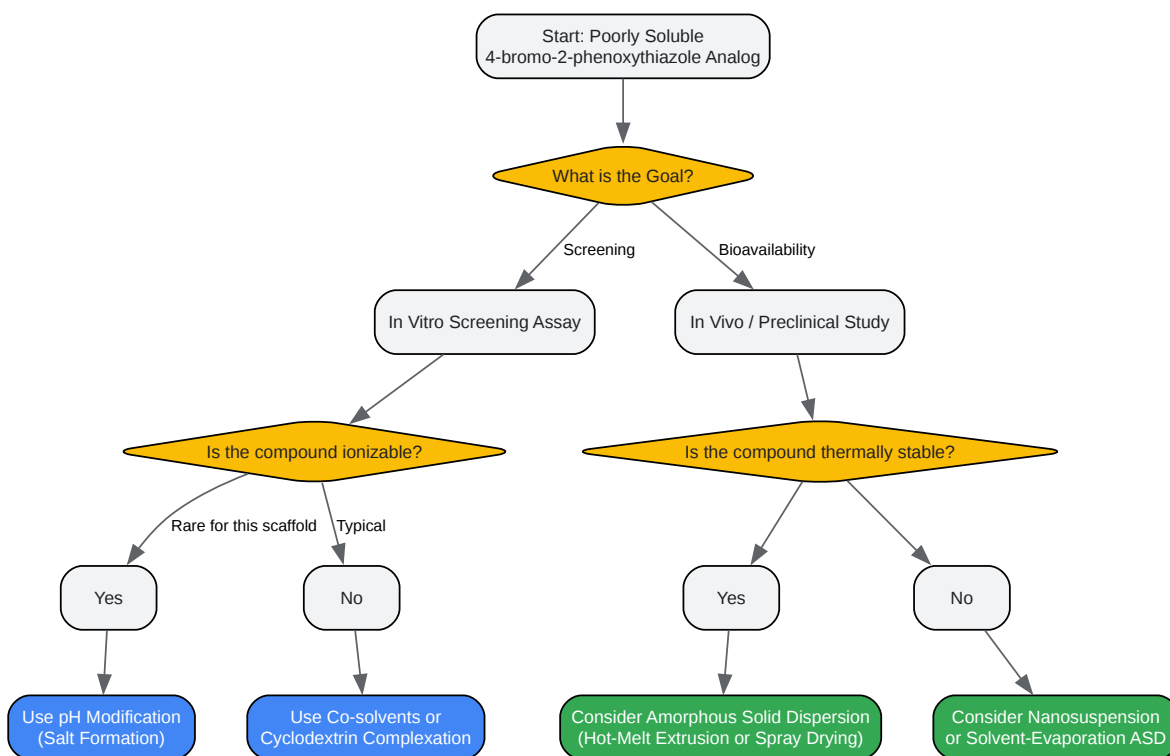 Start: Poorly Soluble
4-bromo-2-phenoxythiazole Analog
What is the Goal?
Screening
Bioavailability
In Vitro Screening Assay
In Vivo / Preclinical Study
Is the compound ionizable?
Is the compound thermally stable?
Rare for this scaffold
Typical
Yes
No
Yes
No
Use pH Modification
(Salt Formation)
Use Co-solvents or
Cyclodextrin Complexation
Consider Amorphous Solid Dispersion
(Hot-Melt Extrusion or Spray Drying)
Consider Nanosuspension
or Solvent-Evaporation ASD